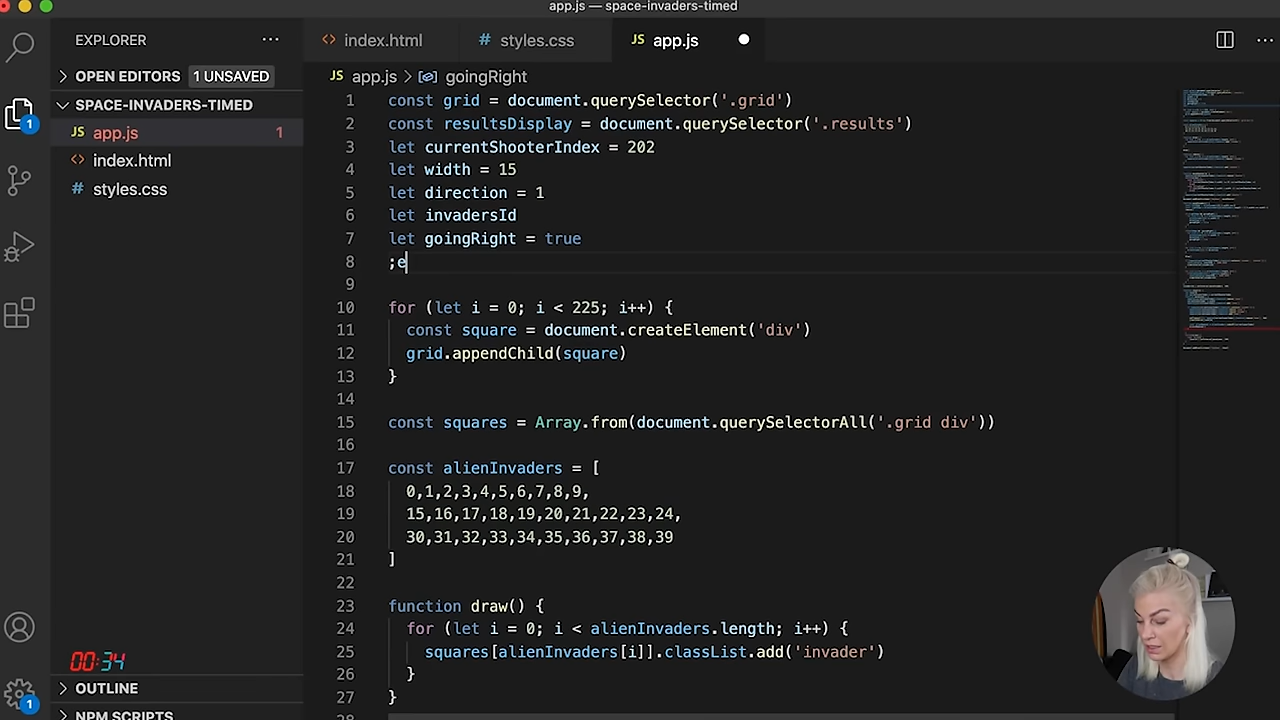 app.js — space-invaders-timed
EXPLORER
index.html
styles.css
JS app.js
OPEN EDITORS 1 UNSAVED
JS app.js > goingRight
SPACE-INVADERS-TIMED
JS app.js 1
index.html
# styles.css
1 const grid = document.querySelector('.grid')
2 const resultsDisplay = document.querySelector('.results')
3 let currentShooterIndex = 202
4 let width = 15
5 let direction = 1
6 let invadersId
7 let goingRight = true
8 ;e
9
10 for (let i = 0; i < 225; i++) {
11 const square = document.createElement('div')
12 grid.appendChild(square)
13 }
14
15 const squares = Array.from(document.querySelectorAll('.grid div'))
16
17 const alienInvaders = [
18 0,1,2,3,4,5,6,7,8,9,
19 15,16,17,18,19,20,21,22,23,24,
20 30,31,32,33,34,35,36,37,38,39
21 ]
22
23 function draw() {
24 for (let i = 0; i < alienInvaders.length; i++) {
25 squares[alienInvaders[i]].classList.add('invader')
26 }
27 }
28
1
00:34
OUTLINE
1
NPM SCRIPTS